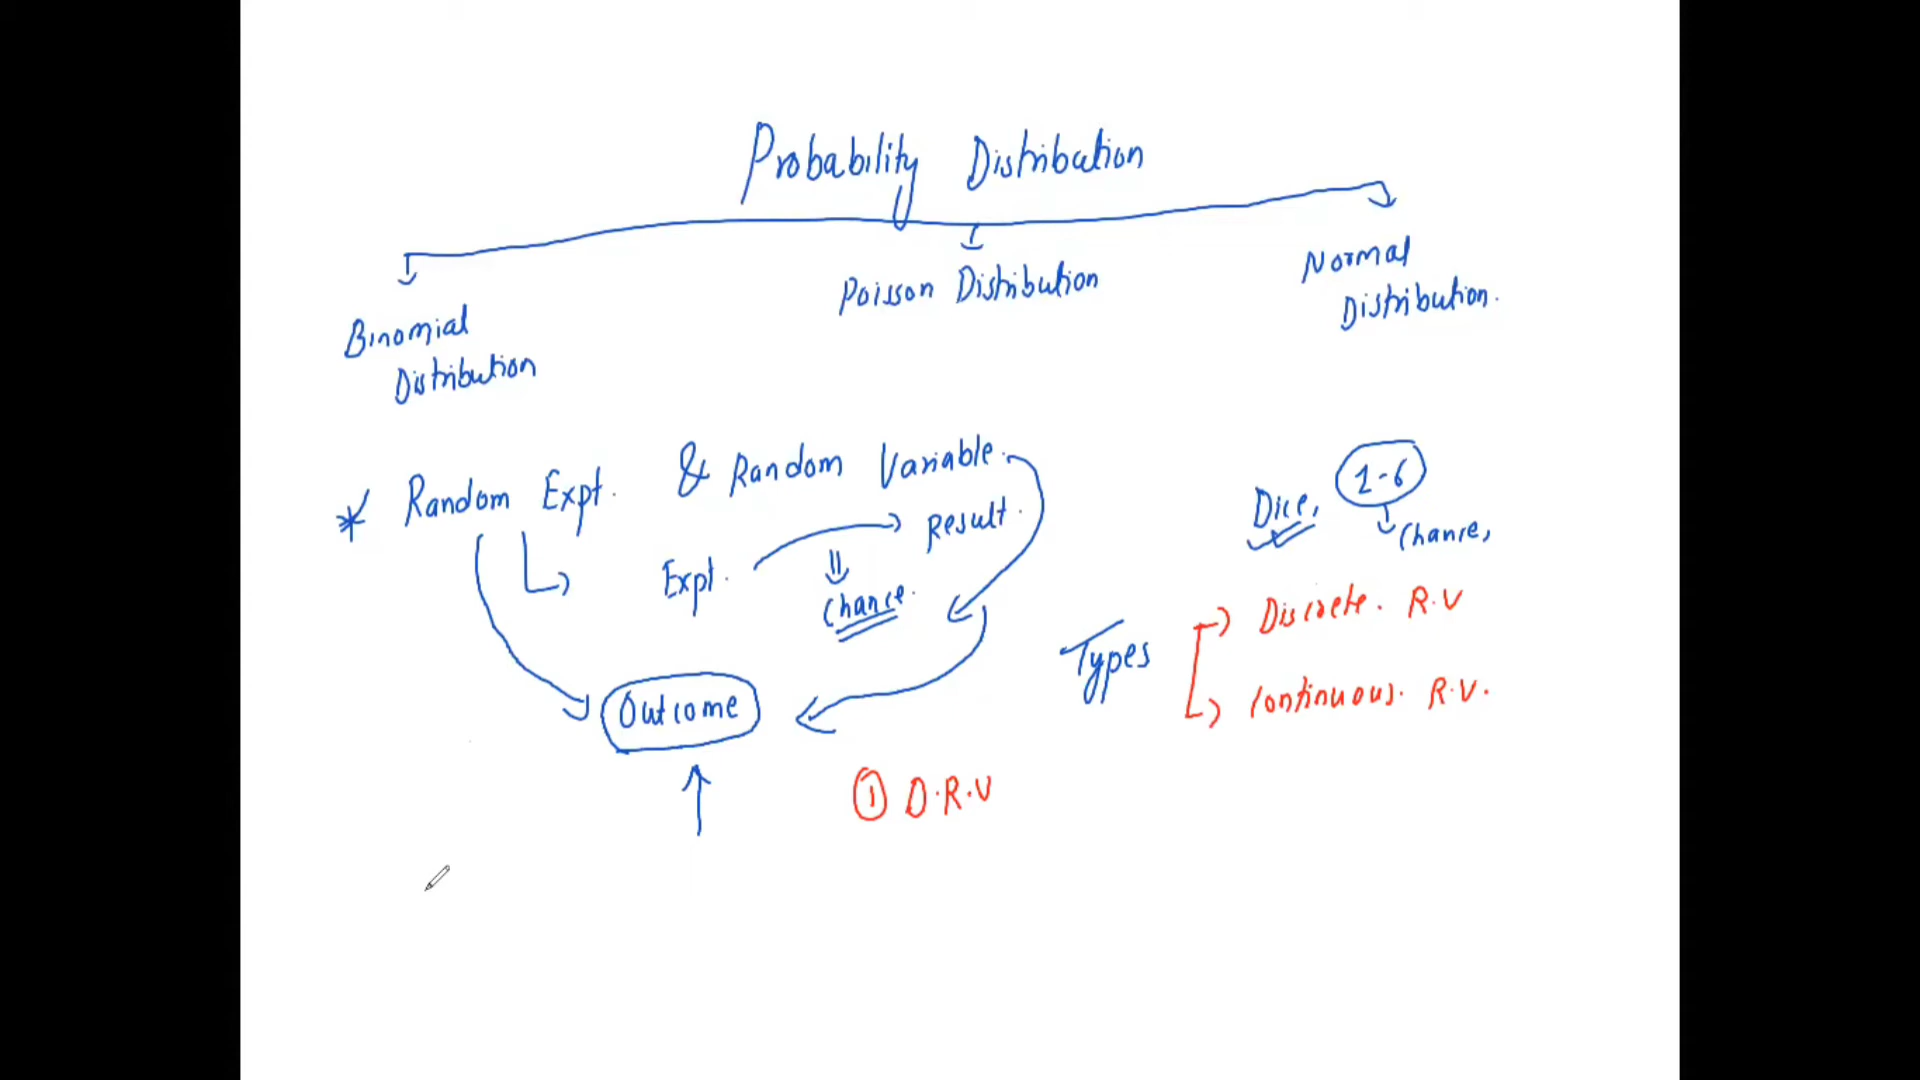 Probability Distribution
Binomial
Distribution
Poisson Distribution
Normal
Distribution.
* Random Expt. & Random Variable.
Expt. Result.
Chance.
Outcome
Dice, 1-6
Chance,
Types
Discrete. R.V
Continuous. R.V.
① D.R.V